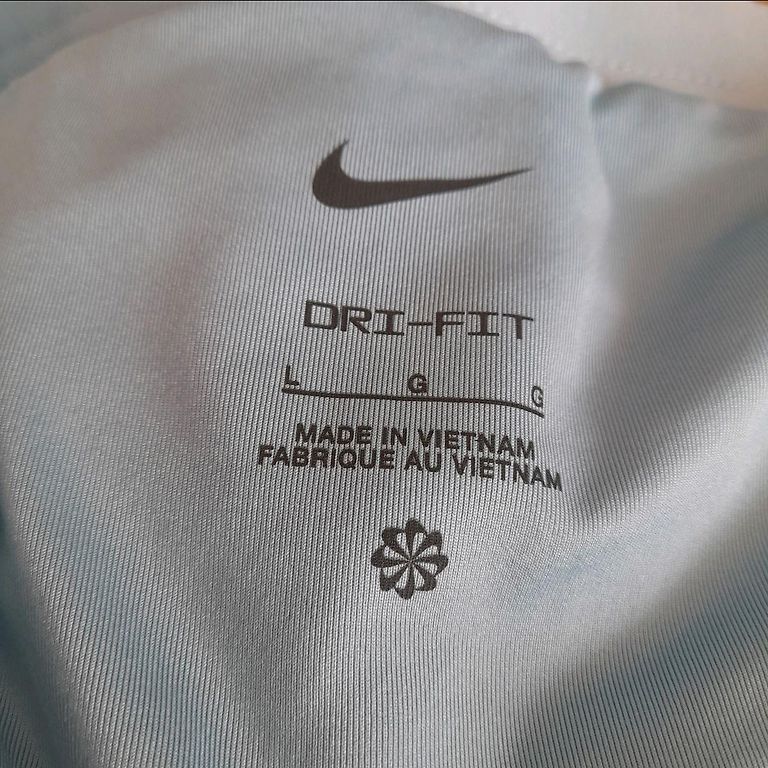 DRI-FIT
L G G
MADE IN VIETNAM
FABRIQUE AU VIETNAM